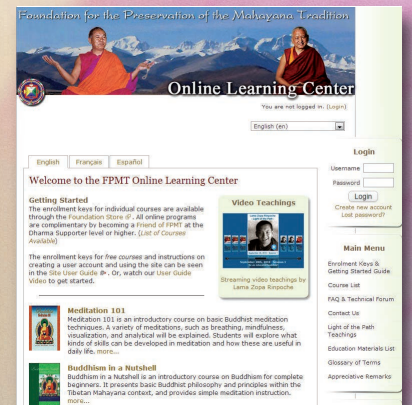 Foundation for the Preservation of the Mahayana Tradition
Online Learning Center
You are not logged in. (Login)
English (en)
English
Français
Español
Welcome to the FPMT Online Learning Center
Getting Started
The enrollment keys for individual courses are available
through the Foundation Store. All online programs
are complimentary by becoming a Friend of FPMT at the
Dharma Supporter level or higher. (List of Courses
Available)
The enrollment keys for free courses and instructions on
creating a user account and using the site can be seen
in the Site User Guide. Or, watch our User Guide
Video to get started.
Video Teachings
Streaming video teachings by
Lama Zopa Rinpoche
Meditation 101
Meditation 101 is an introductory course on basic Buddhist meditation
techniques. A variety of meditations, such as breathing, mindfulness,
visualization, and analytical will be explained. Students will explore what
kinds of skills can be developed in meditation and how these are useful in
daily life. more...
Buddhism in a Nutshell
Buddhism in a Nutshell is an introductory course on Buddhism for complete
beginners. It presents basic Buddhist philosophy and principles within the
Tibetan Mahayana context, and provides simple meditation instruction.
more...
Login
Username
Password
Login
Create new account
Lost password?
Main Menu
Enrolment Keys &
Getting Started Guide
Course List
FAQ & Technical Forum
Contact Us
Light of the Path
Teachings
Education Materials List
Glossary of Terms
Appreciative Remarks